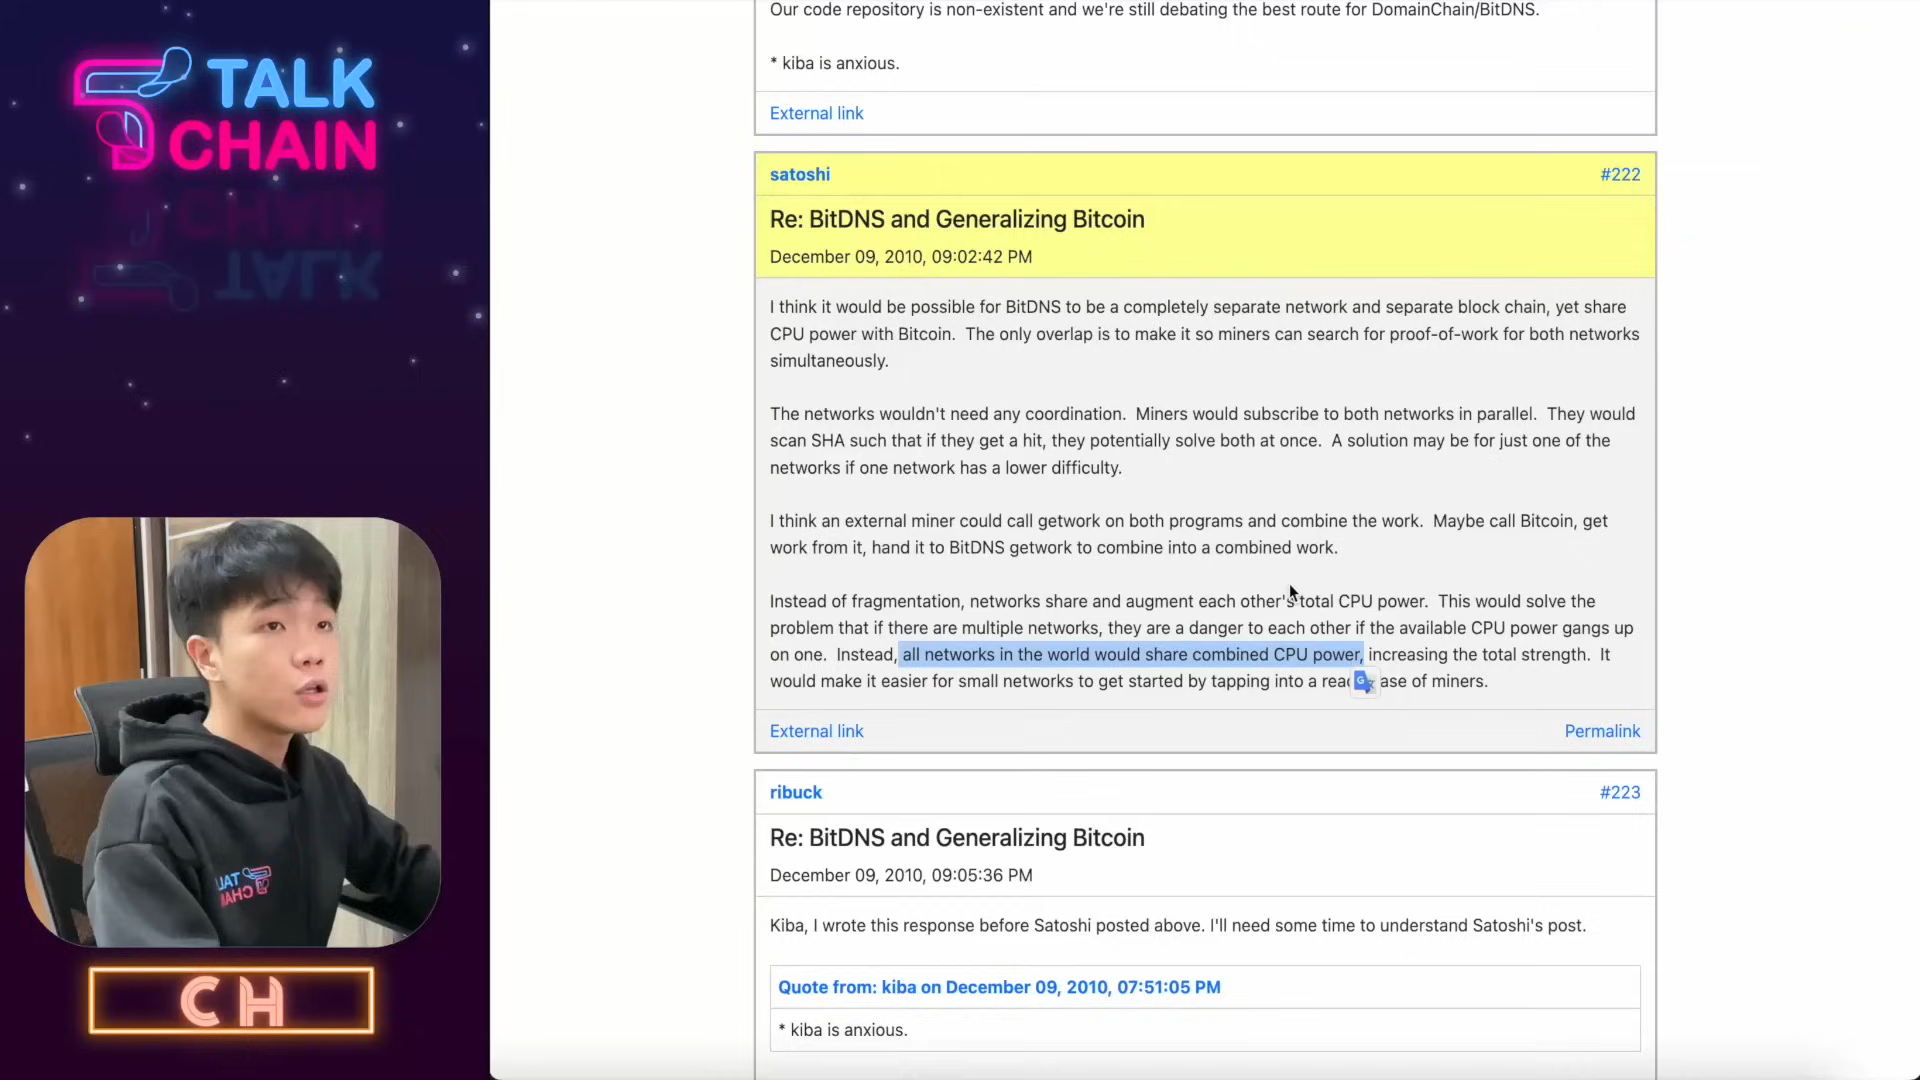 TALK
CHAIN
CH
Our code repository is non-existent and we're still debating the best route for DomainChain/BitDNS.
* kiba is anxious.
External link
satoshi #222
Re: BitDNS and Generalizing Bitcoin
December 09, 2010, 09:02:42 PM
I think it would be possible for BitDNS to be a completely separate network and separate block chain, yet share
CPU power with Bitcoin.  The only overlap is to make it so miners can search for proof-of-work for both networks
simultaneously.
The networks wouldn't need any coordination.  Miners would subscribe to both networks in parallel.  They would
scan SHA such that if they get a hit, they potentially solve both at once.  A solution may be for just one of the
networks if one network has a lower difficulty.
I think an external miner could call getwork on both programs and combine the work.  Maybe call Bitcoin, get
work from it, hand it to BitDNS getwork to combine into a combined work.
Instead of fragmentation, networks share and augment each other's total CPU power.  This would solve the
problem that if there are multiple networks, they are a danger to each other if the available CPU power gangs up
on one.  Instead, all networks in the world would share combined CPU power, increasing the total strength.  It
would make it easier for small networks to get started by tapping into a of miners.
External link Permalink
ribuck #223
Re: BitDNS and Generalizing Bitcoin
December 09, 2010, 09:05:36 PM
Kiba, I wrote this response before Satoshi posted above. I'll need some time to understand Satoshi's post.
Quote from: kiba on December 09, 2010, 07:51:05 PM
* kiba is anxious.